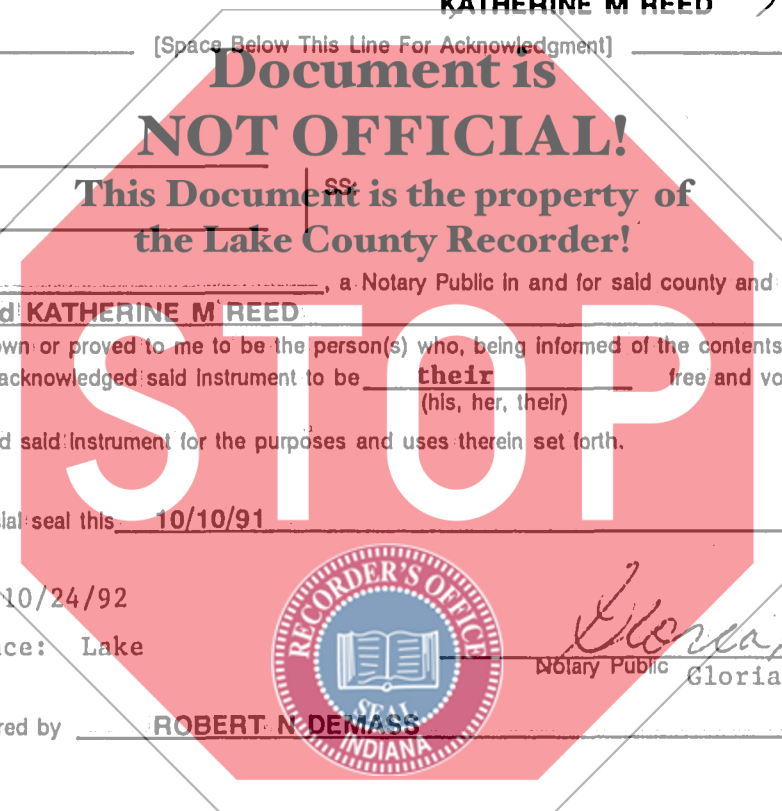 KATHERINE M REED
[Space Below This Line For Acknowledgment]
Document is
NOT OFFICIAL!
This Document is the property of
the Lake County Recorder!
SS:
, a Notary Public in and for said county and
d KATHERINE M REED
own or proved to me to be the person(s) who, being informed of the contents
acknowledged said instrument to be their free and vo
(his, her, their)
d said instrument for the purposes and uses therein set forth.
STOP
ial seal this 10/10/91
10/24/92
Gloria
ce: Lake
Notary Public Gloria
red by ROBERT N DEMASS
RECORDER'S OFFICE
SEAL
INDIANA